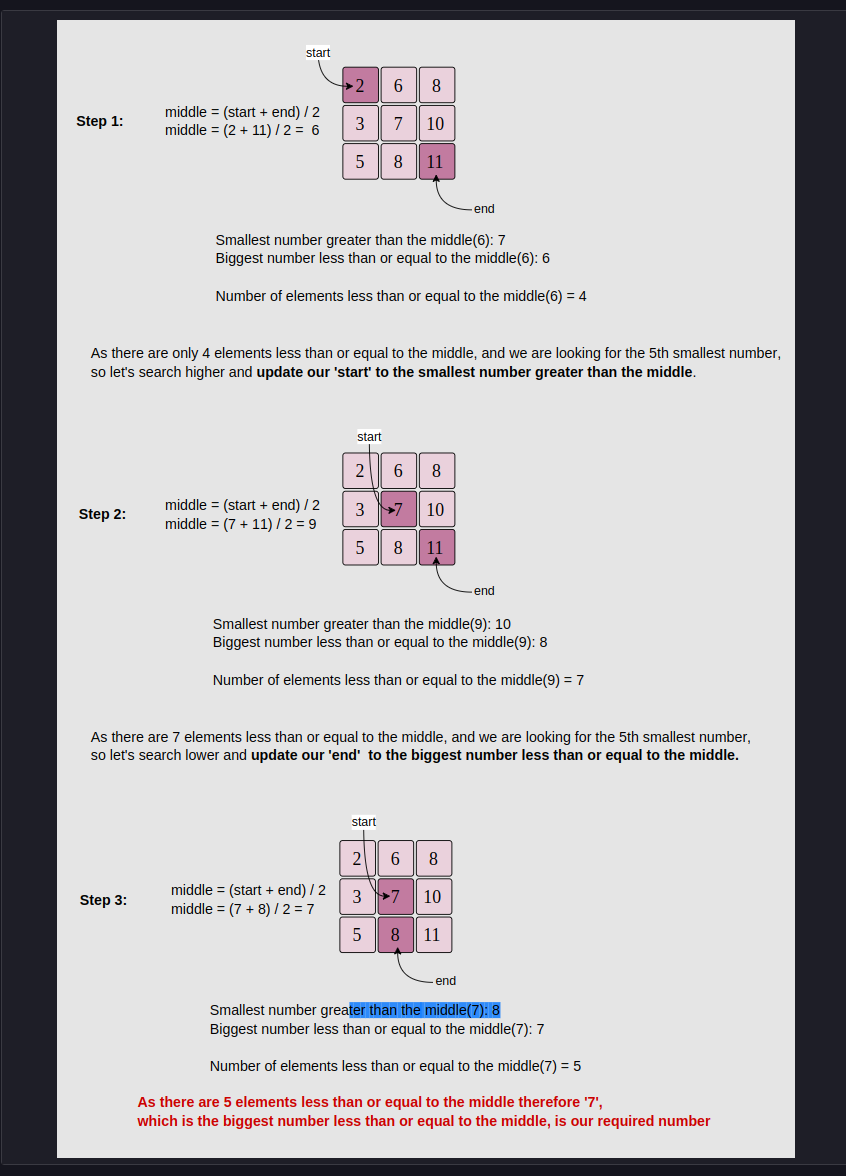 start
2 6 8
Step 1:
middle = (start + end) / 2
middle = (2 + 11) / 2 =  6
3 7 10
5 8 11
end
Smallest number greater than the middle(6): 7
Biggest number less than or equal to the middle(6): 6
Number of elements less than or equal to the middle(6) = 4
As there are only 4 elements less than or equal to the middle, and we are looking for the 5th smallest number,
so let's search higher and update our 'start' to the smallest number greater than the middle.
start
2 6 8
Step 2:
middle = (start + end) / 2
middle = (7 + 11) / 2 = 9
3 7 10
5 8 11
end
Smallest number greater than the middle(9): 10
Biggest number less than or equal to the middle(9): 8
Number of elements less than or equal to the middle(9) = 7
As there are 7 elements less than or equal to the middle, and we are looking for the 5th smallest number,
so let's search lower and update our 'end'  to the biggest number less than or equal to the middle.
start
2 6 8
Step 3:
middle = (start + end) / 2
middle = (7 + 8) / 2 = 7
3 7 10
5 8 11
end
Smallest number greater than the middle(7): 8
Biggest number less than or equal to the middle(7): 7
Number of elements less than or equal to the middle(7) = 5
As there are 5 elements less than or equal to the middle therefore '7',
which is the biggest number less than or equal to the middle, is our required number